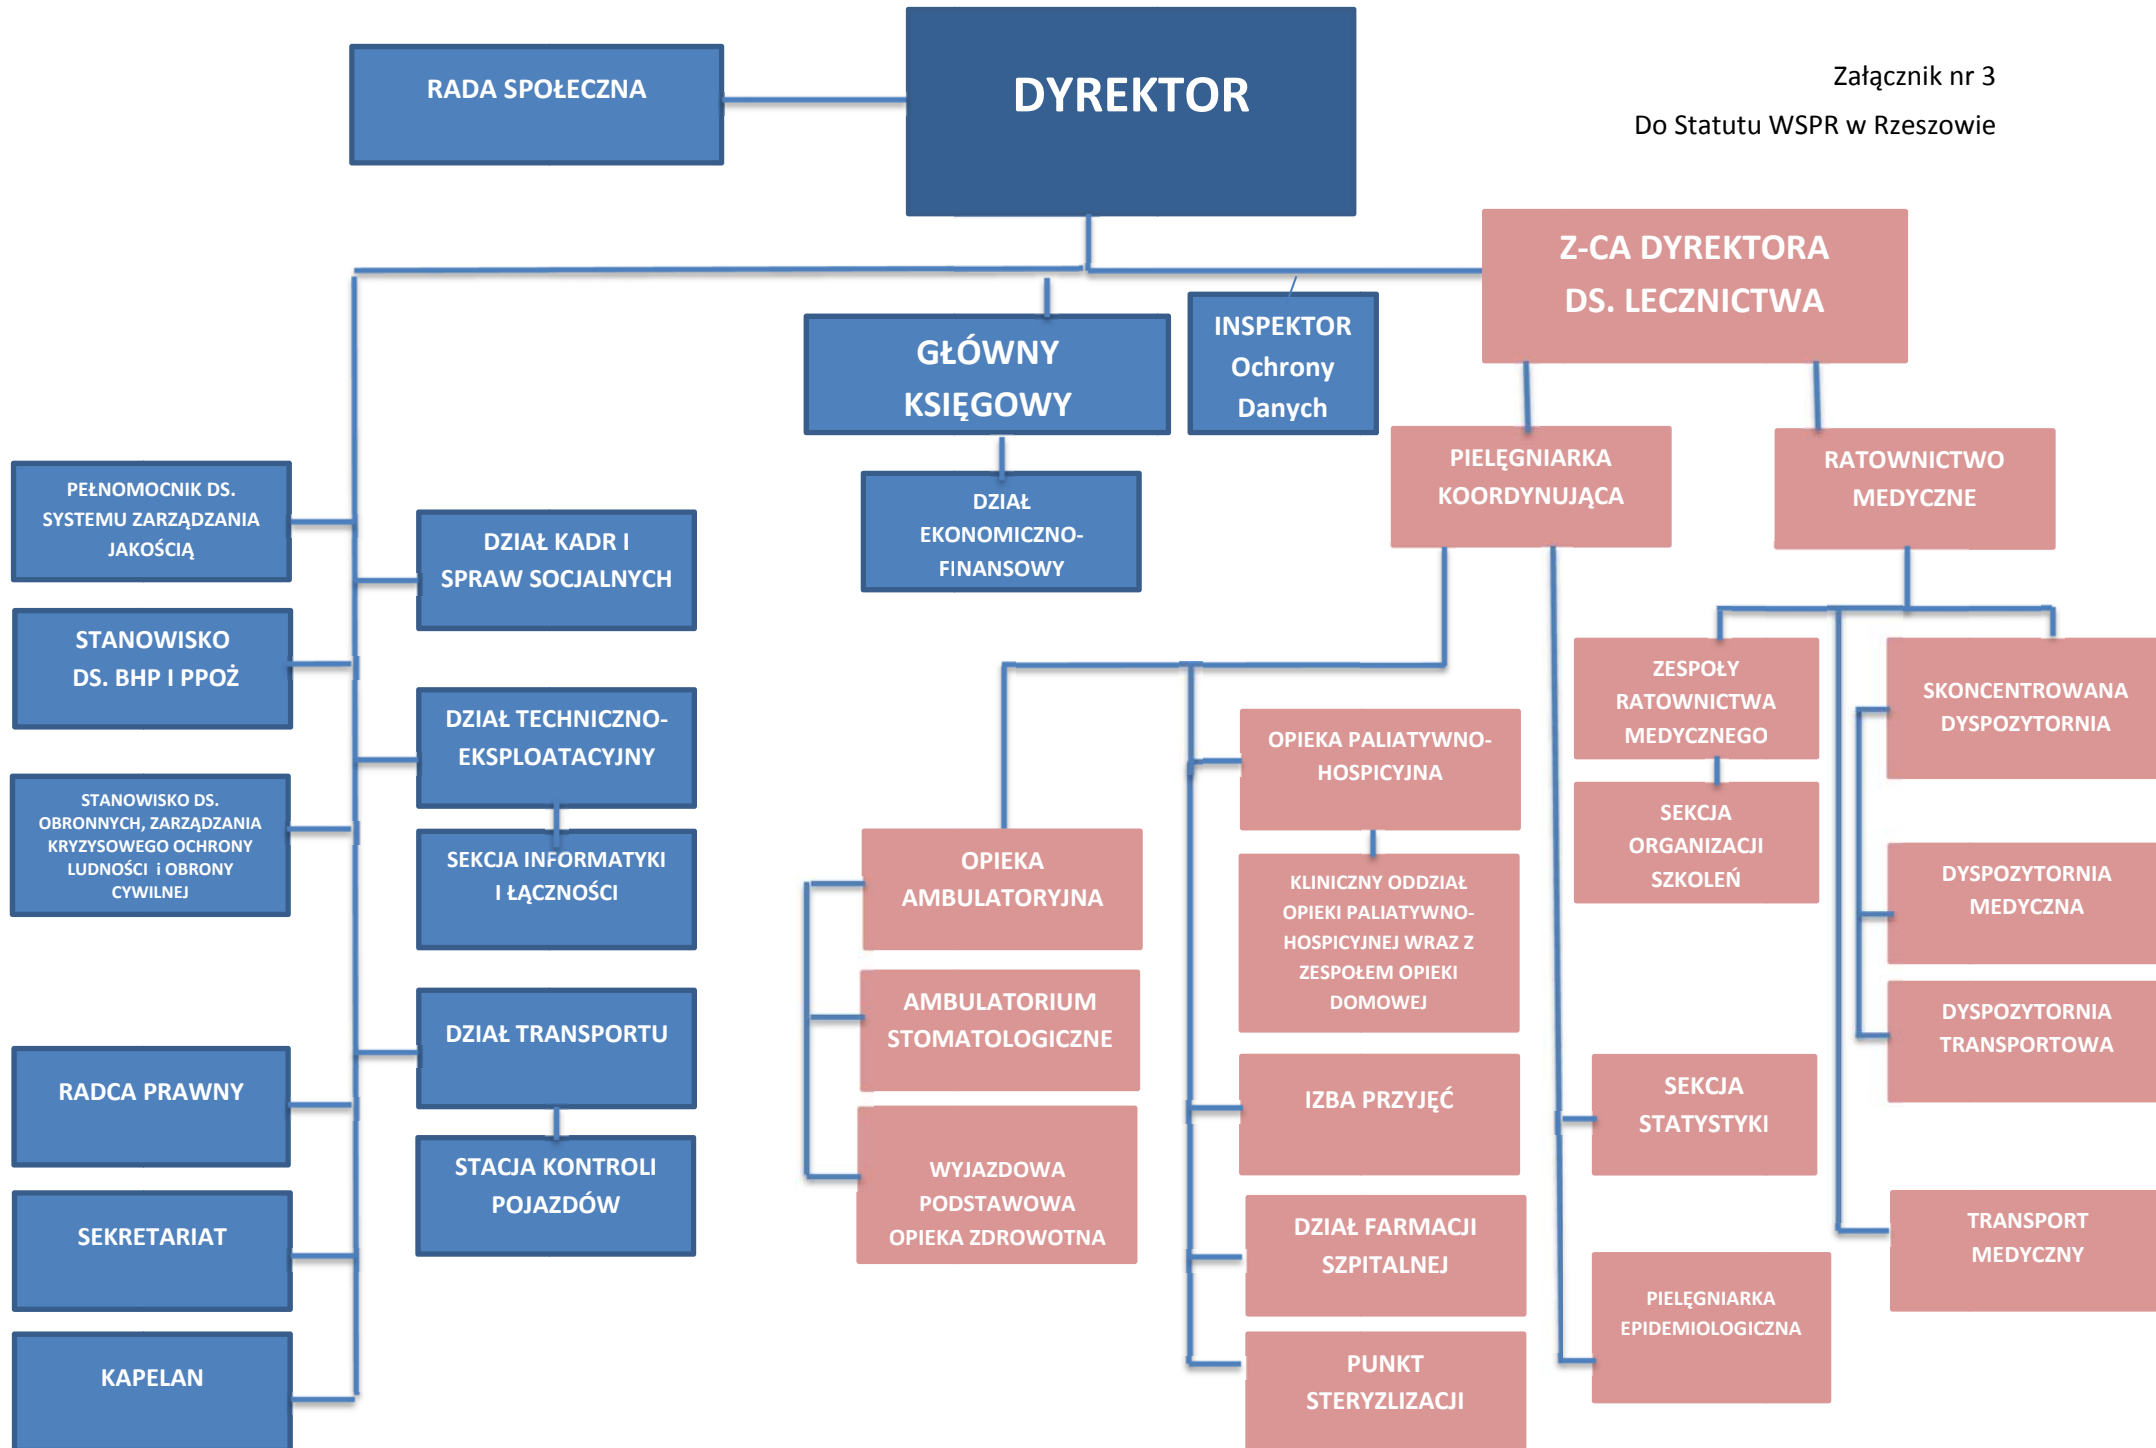 RADA SPOŁECZNA
DYREKTOR
Załącznik nr 3
Do Statutu WSPR w Rzeszowie
Z-CA DYREKTORA
DS. LECZNICTWA
GŁÓWNY
KSIĘGOWY
INSPEKTOR
Ochrony
Danych
PIELĘGNIARKA
KOORDYNUJĄCA
RATOWNICTWO
MEDYCZNE
PEŁNOMOCNIK DS.
SYSTEMU ZARZĄDZANIA
JAKOŚCIĄ
DZIAŁ KADR I
SPRAW SOCJALNYCH
DZIAŁ
EKONOMICZNO-
FINANSOWY
STANOWISKO
DS. BHP I PPOŻ
DZIAŁ TECHNICZNO-
EKSPLOATACYJNY
STANOWISKO DS.
OBRONNYCH, ZARZĄDZANIA
KRYZYSOWEGO OCHRONY
LUDNOŚCI i OBRONY
CYWILNEJ
SEKCJA INFORMATYKI
I ŁĄCZNOŚCI
DZIAŁ TRANSPORTU
RADCA PRAWNY
STACJA KONTROLI
POJAZDÓW
SEKRETARIAT
KAPELAN
OPIEKA
AMBULATORYJNA
AMBULATORIUM
STOMATOLOGICZNE
WYJAZDOWA
PODSTAWOWA
OPIEKA ZDROWOTNA
OPIEKA PALIATYWNO-
HOSPICYJNA
KLINICZNY ODDZIAŁ
OPIEKI PALIATYWNO-
HOSPICYJNEJ WRAZ Z
ZESPOŁEM OPIEKI
DOMOWEJ
IZBA PRZYJĘĆ
DZIAŁ FARMACJI
SZPITALNEJ
PUNKT
STERYZLIZACJI
ZESPOŁY
RATOWNICTWA
MEDYCZNEGO
SEKCJA
ORGANIZACJI
SZKOLEŃ
SEKCJA
STATYSTYKI
PIELĘGNIARKA
EPIDEMIOLOGICZNA
SKONCENTROWANA
DYSPOZYTORNIA
DYSPOZYTORNIA
MEDYCZNA
DYSPOZYTORNIA
TRANSPORTOWA
TRANSPORT
MEDYCZNY